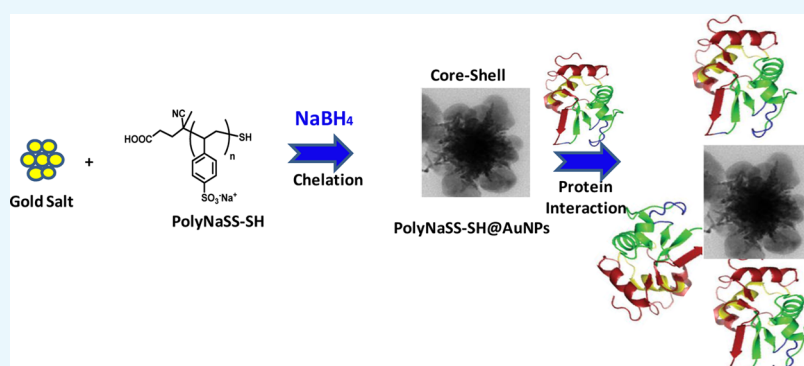 Gold Salt
+
NC
HOOC
SH
n
SO₃⁻Na⁺
PolyNaSS-SH
NaBH₄
Chelation
Core-Shell
PolyNaSS-SH@AuNPs
Protein
Interaction